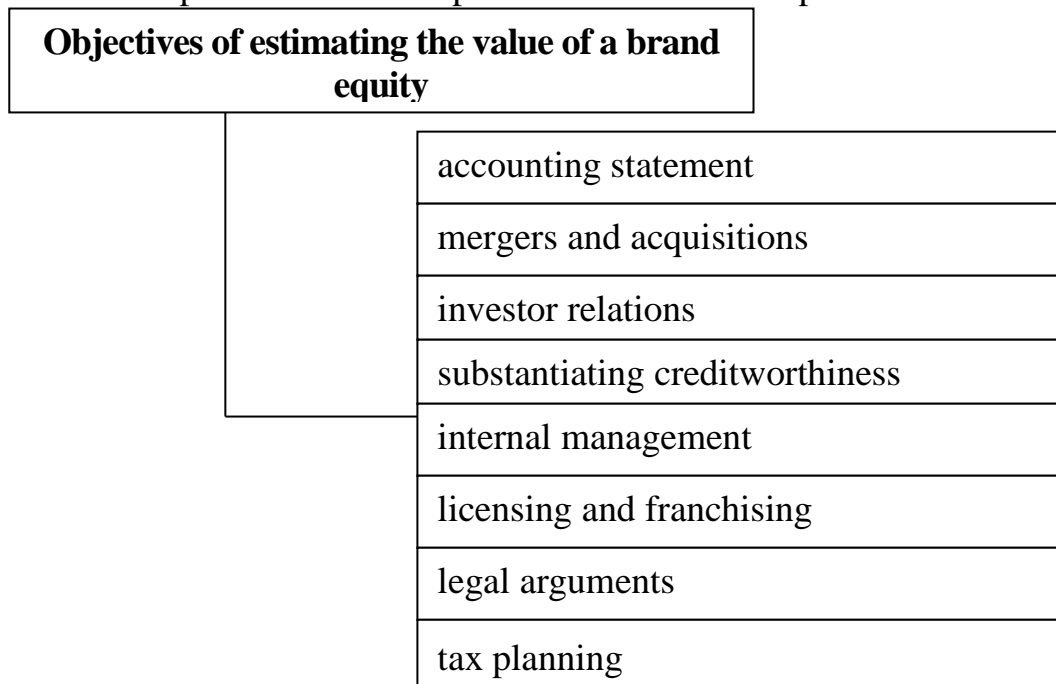 Objectives of estimating the value of a brand
equity
accounting statement
mergers and acquisitions
investor relations
substantiating creditworthiness
internal management
licensing and franchising
legal arguments
tax planning